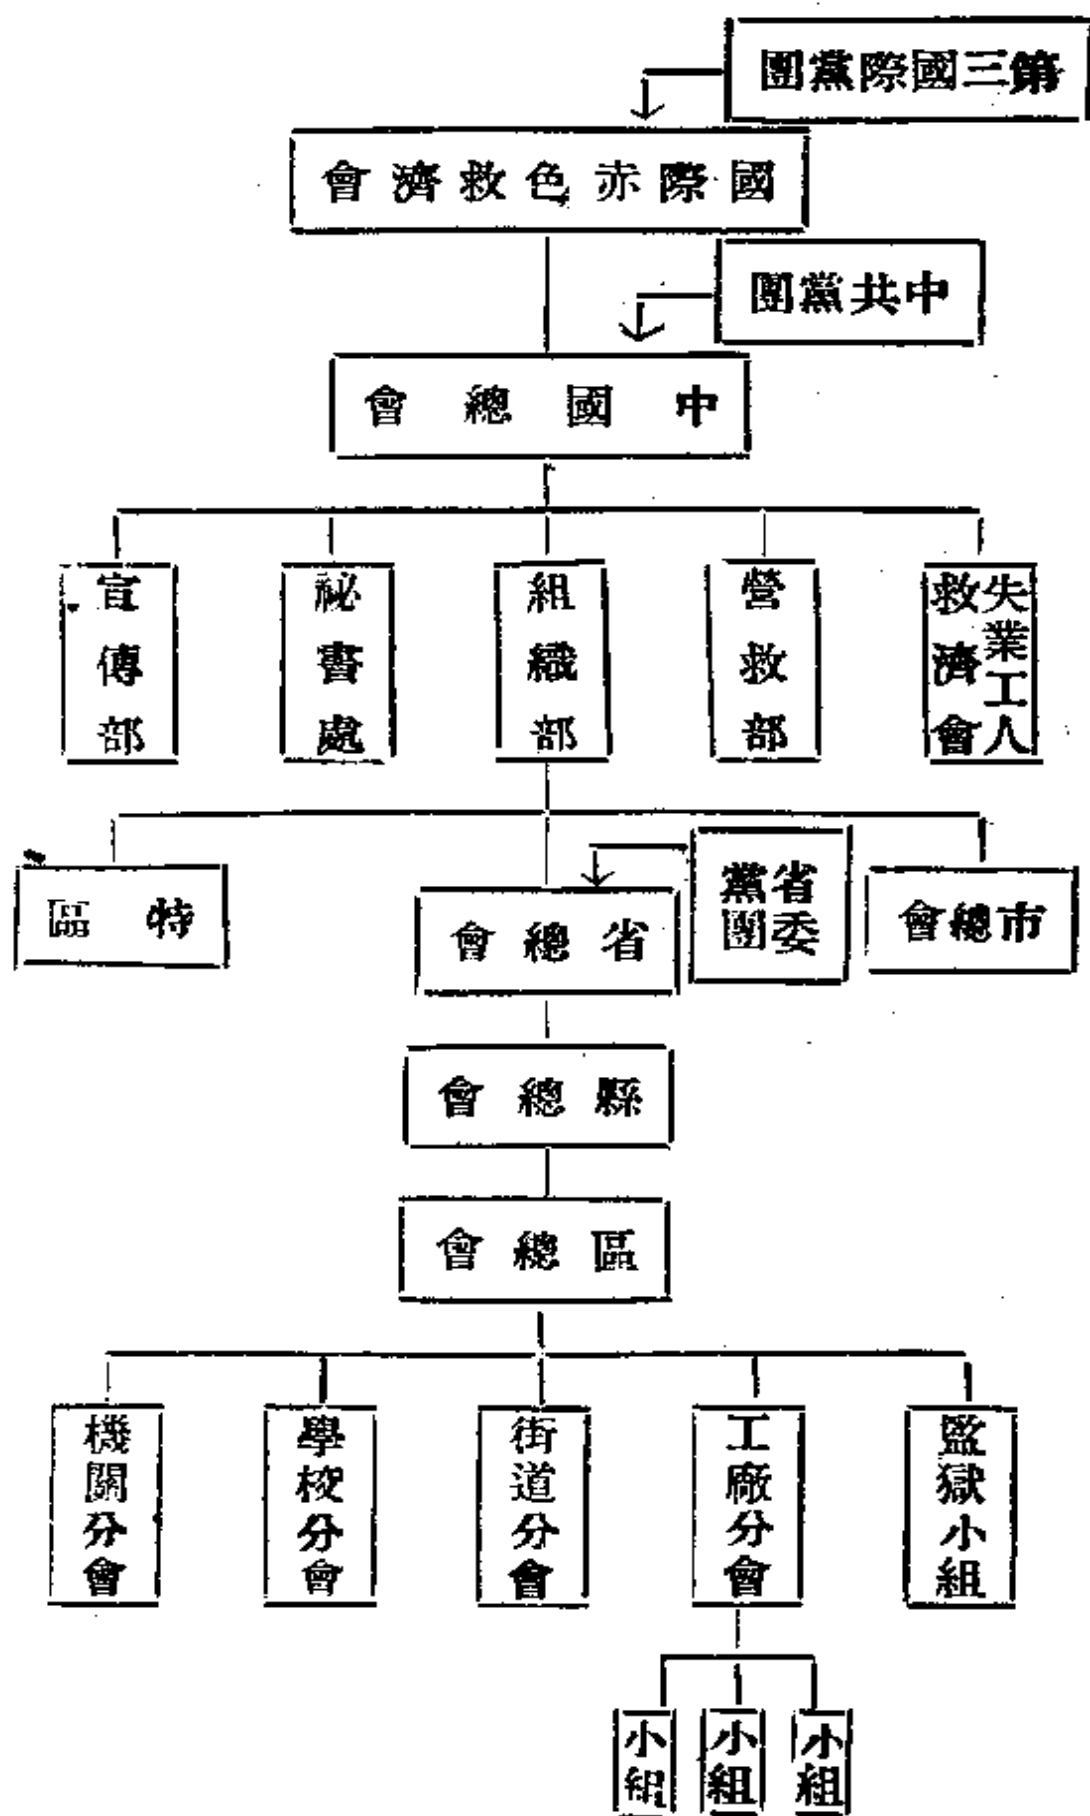 第三國際黨團
國際赤色救濟會
中共黨團
中國總會
失業工人
救濟會
營救部
組織部
祕書處
宣傳部
市總會
省委
黨團
省總會
特區
縣總會
區總會
監獄小組
工廠分會
街道分會
學校分會
機關分會
小組
小組
小組